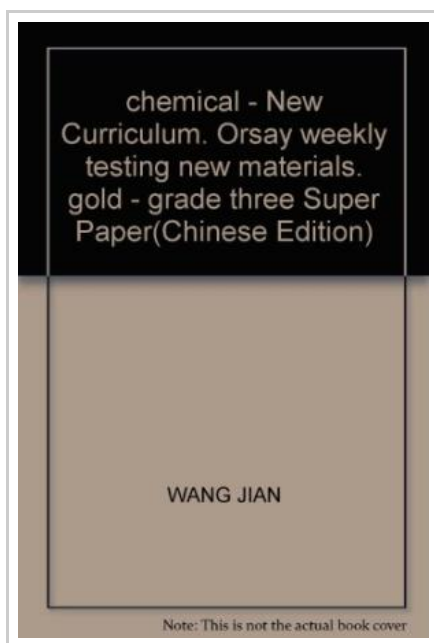 chemical - New
Curriculum. Orsay weekly
testing new materials.
gold - grade three Super
Paper(Chinese Edition)
WANG JIAN
Note: This is not the actual book cover